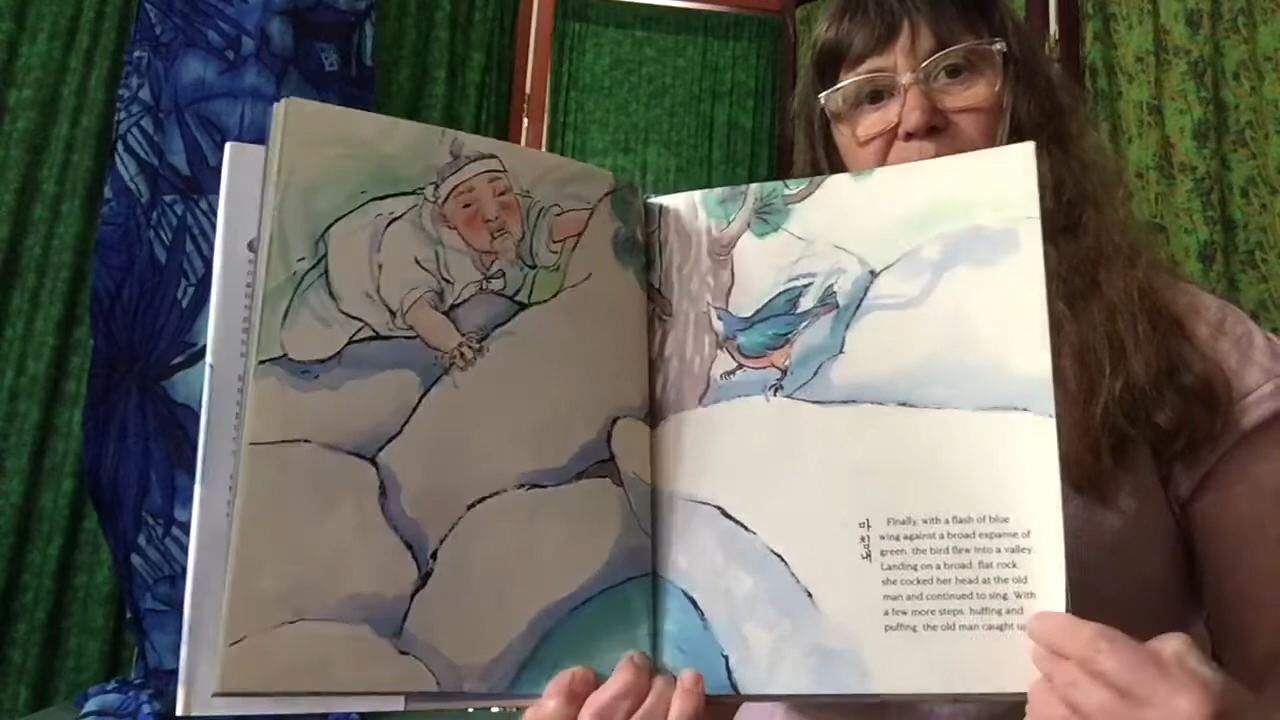 마침내
Finally, with a flash of blue
wing against a broad expanse of
green, the bird flew into a valley.
Landing on a broad, flat rock,
she cocked her head at the old
man and continued to sing. With
a few more steps, huffing and
puffing, the old man caught